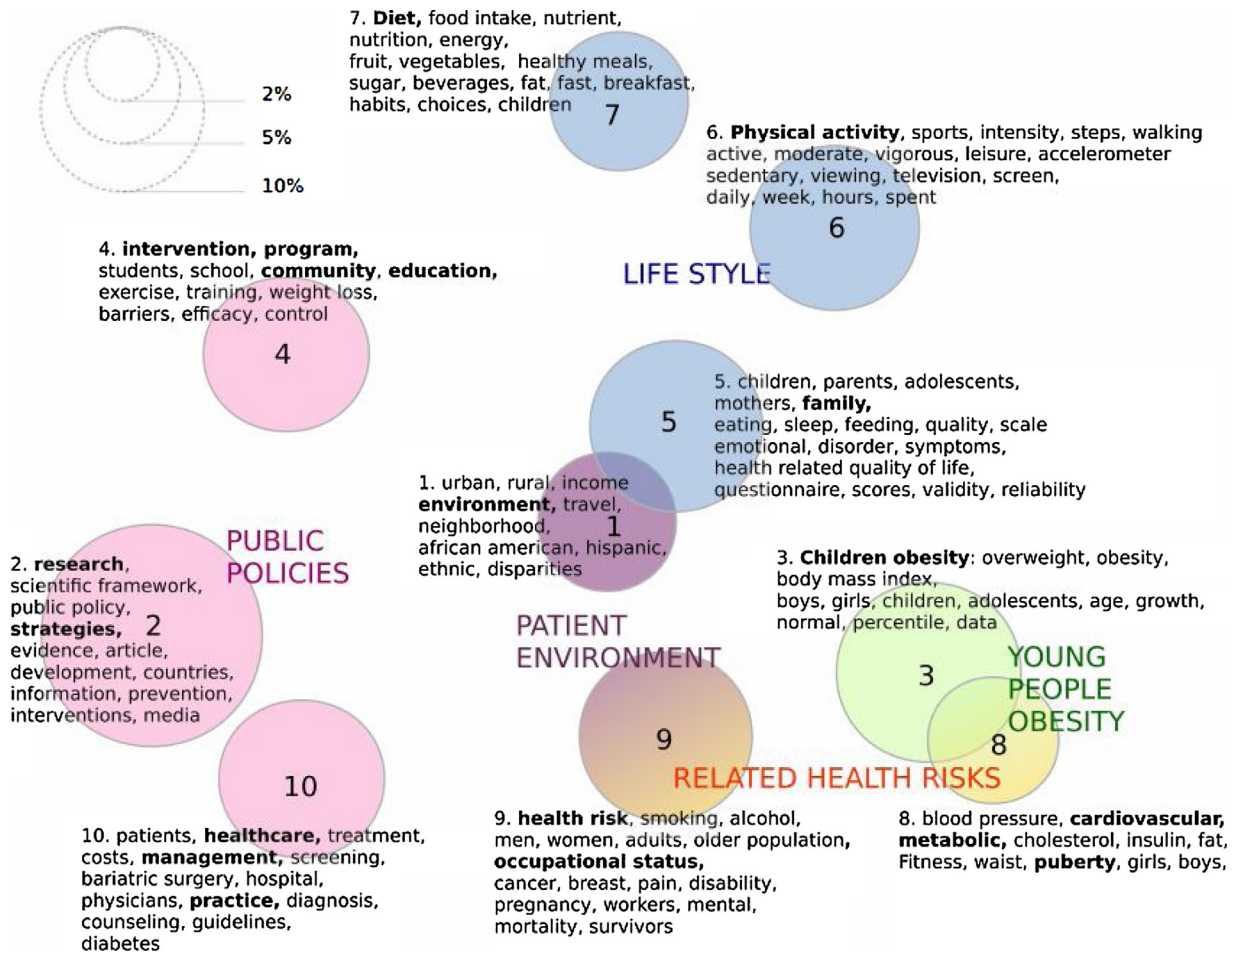 7. Diet, food intake, nutrient,
nutrition, energy,
fruit, vegetables, healthy meals,
sugar, beverages, fat, fast, breakfast,
habits, choices, children
7
2%
5%
10%
6. Physical activity, sports, intensity, steps, walking
active, moderate, vigorous, leisure, accelerometer
sedentary, viewing, television, screen,
daily, week, hours, spent
6
4. intervention, program,
students, school, community, education,
exercise, training, weight loss,
barriers, efficacy, control
4
LIFE STYLE
5. children, parents, adolescents,
mothers, family,
eating, sleep, feeding, quality, scale
emotional, disorder, symptoms,
health related quality of life,
questionnaire, scores, validity, reliability
5
1. urban, rural, income
environment, travel,
neighborhood,
african american, hispanic,
ethnic, disparities
1
PUBLIC
POLICIES
2. research,
scientific framework,
public policy,
strategies,
evidence, article,
development, countries,
information, prevention,
interventions, media
2
3. Children obesity: overweight, obesity,
body mass index,
boys, girls, children, adolescents, age, growth,
normal, percentile, data
3
PATIENT
ENVIRONMENT
YOUNG
PEOPLE
OBESITY
9
8
RELATED HEALTH RISKS
10
10. patients, healthcare, treatment,
costs, management, screening,
bariatric surgery, hospital,
physicians, practice, diagnosis,
counseling, guidelines,
diabetes
9. health risk, smoking, alcohol,
men, women, adults, older population,
occupational status,
cancer, breast, pain, disability,
pregnancy, workers, mental,
mortality, survivors
8. blood pressure, cardiovascular,
metabolic, cholesterol, insulin, fat,
Fitness, waist, puberty, girls, boys,